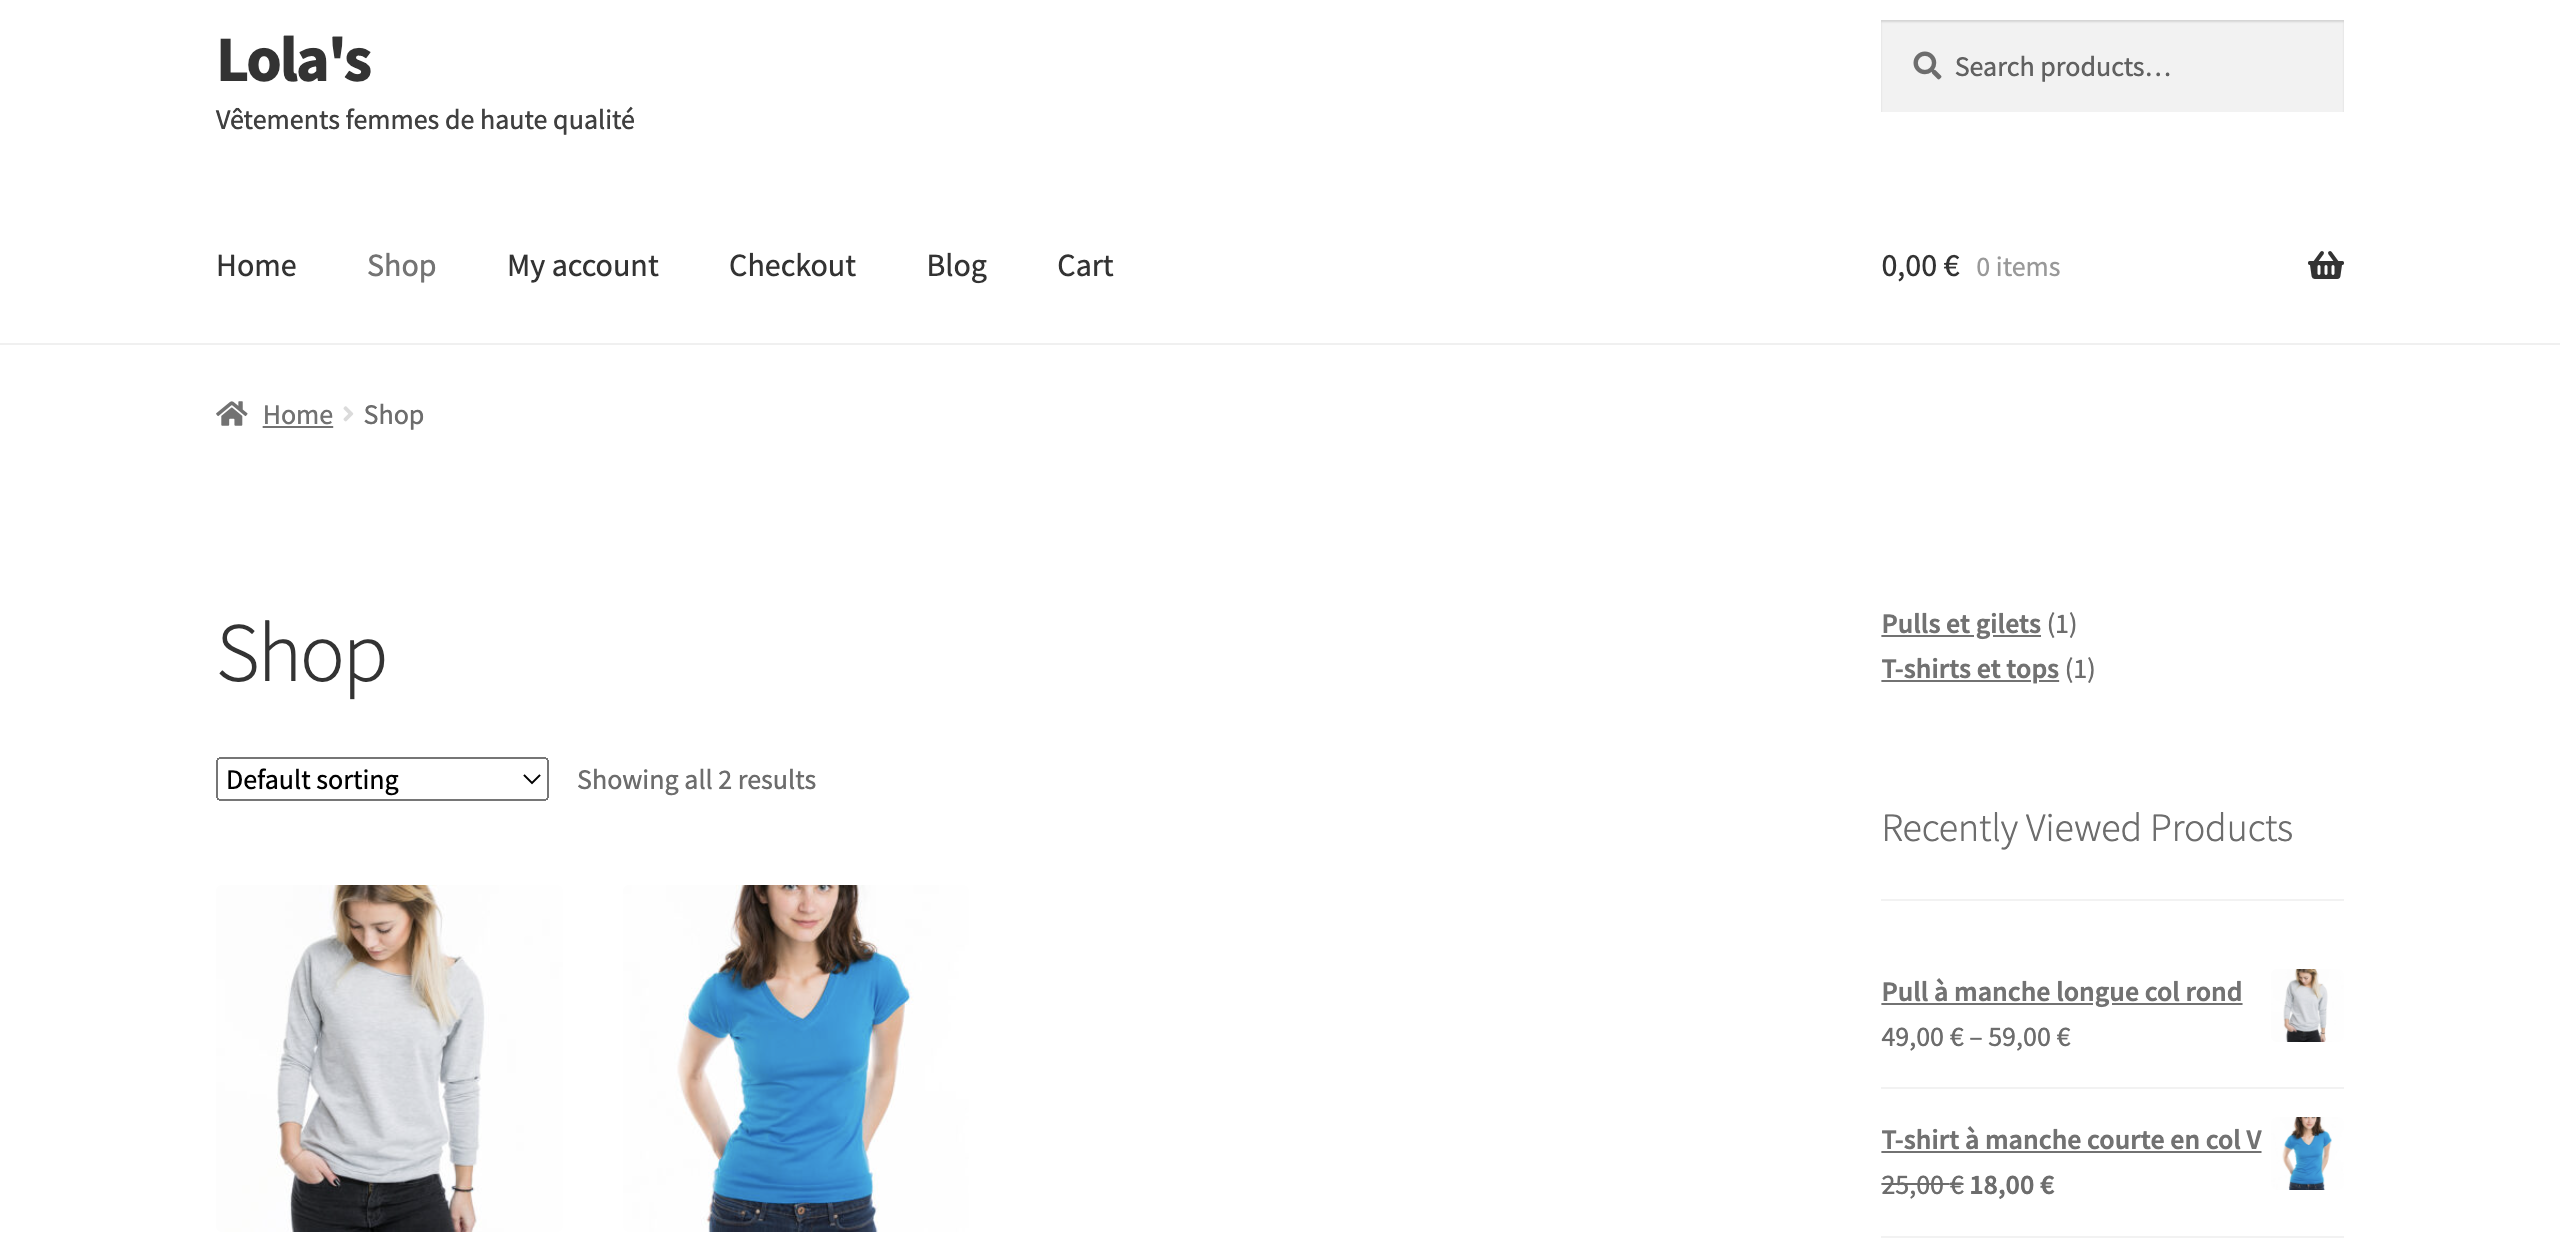 Lola's
Vêtements femmes de haute qualité
Search products…
Home Shop My account Checkout Blog Cart
0,00 € 0 items
Home Shop
Shop
Default sorting
Showing all 2 results
Pulls et gilets (1)
T-shirts et tops (1)
Recently Viewed Products
Pull à manche longue col rond
49,00 € – 59,00 €
T-shirt à manche courte en col V
25,00 € 18,00 €